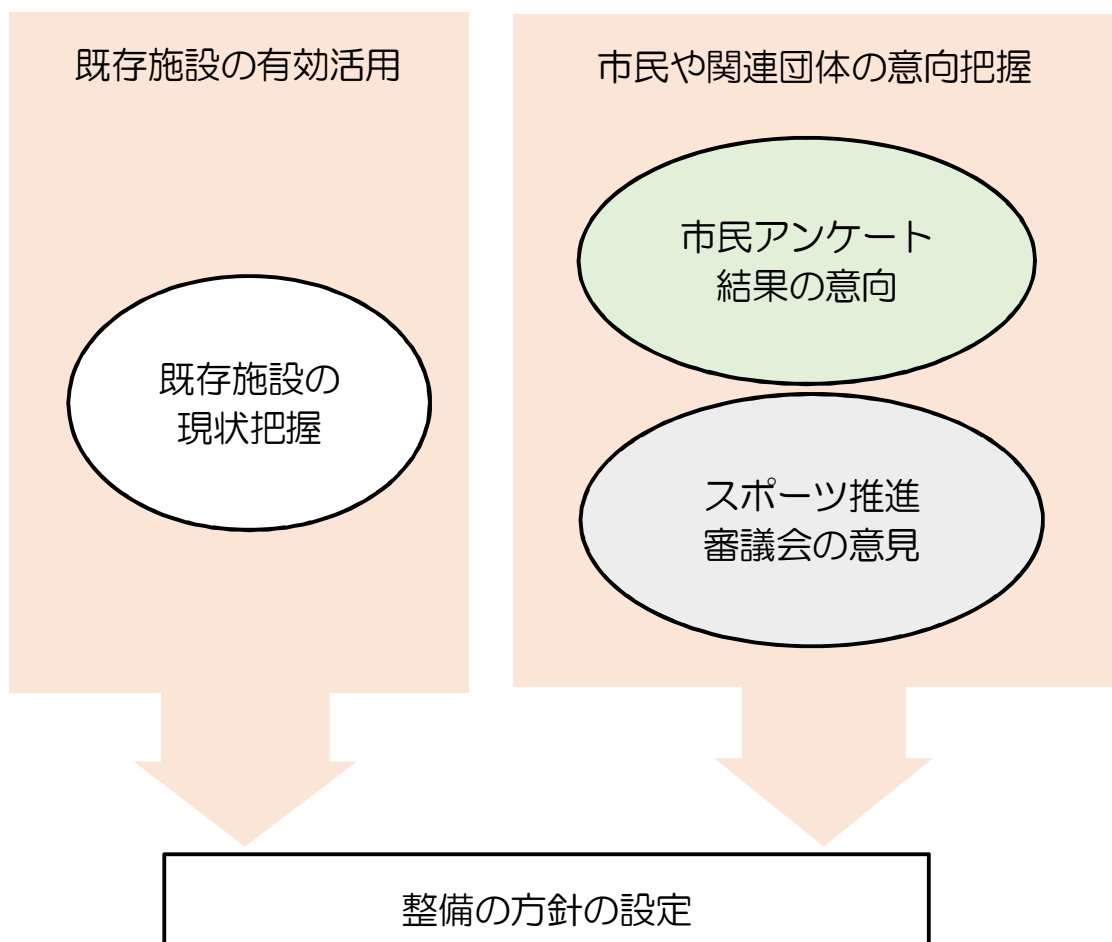 既存施設の有効活用
既存施設の
現状把握
市民や関連団体の意向把握
市民アンケート
結果の意向
スポーツ推進
審議会の意見
整備の方針の設定